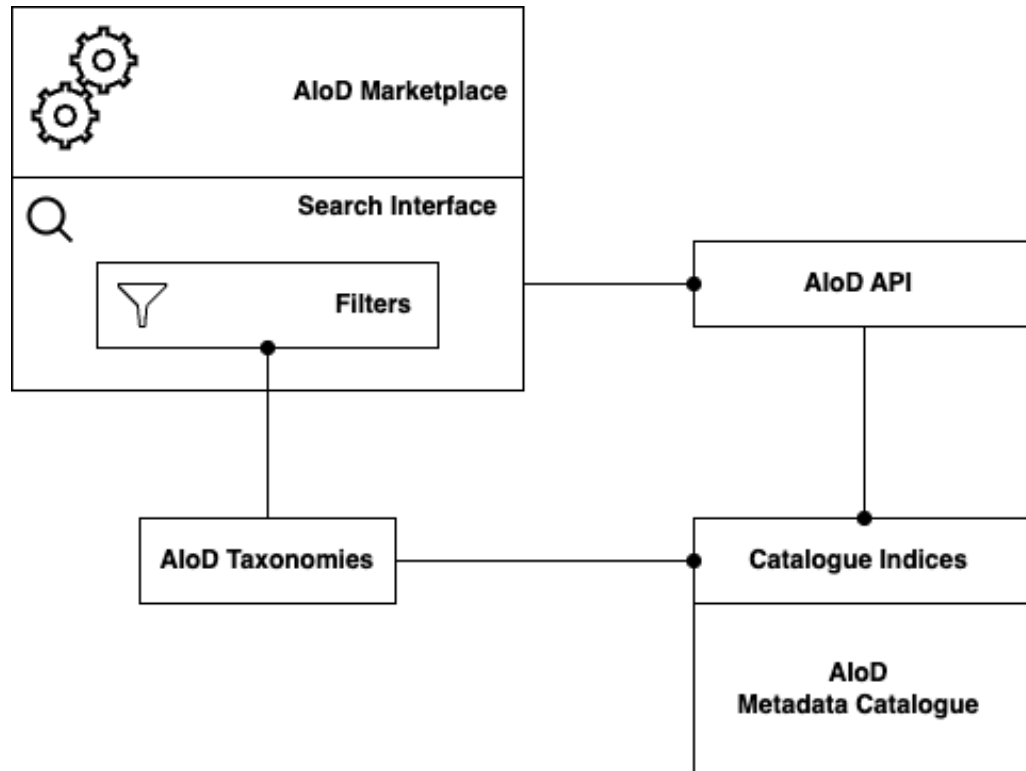 AIoD Marketplace
Search Interface
Filters
AIoD API
AIoD Taxonomies
Catalogue Indices
AIoD
Metadata Catalogue